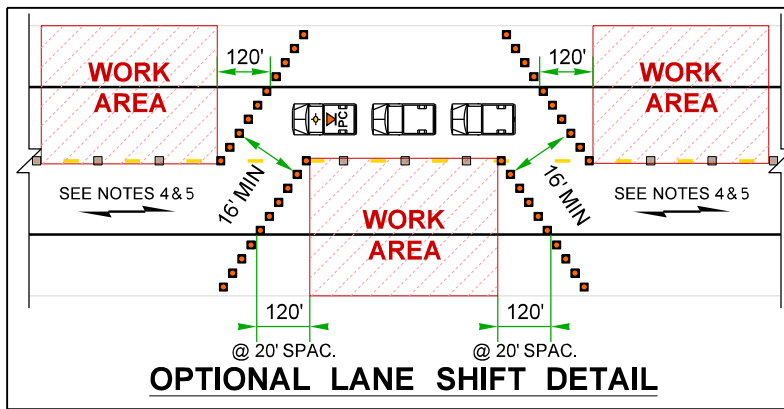 120'
120'
WORK
AREA
WORK
AREA
PC
SEE NOTES 4&5
16' MIN
16' MIN
SEE NOTES 4&5
WORK
AREA
120'
120'
@ 20' SPAC.
@ 20' SPAC.
OPTIONAL LANE SHIFT DETAIL